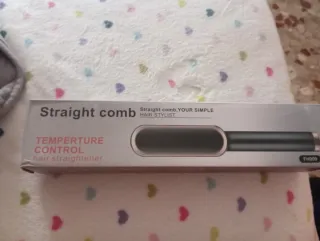 Straight comb
Straight comb.YOUR SIMPLE
HAIR STYLIST
TEMPERTURE
CONTROL
hair straightener